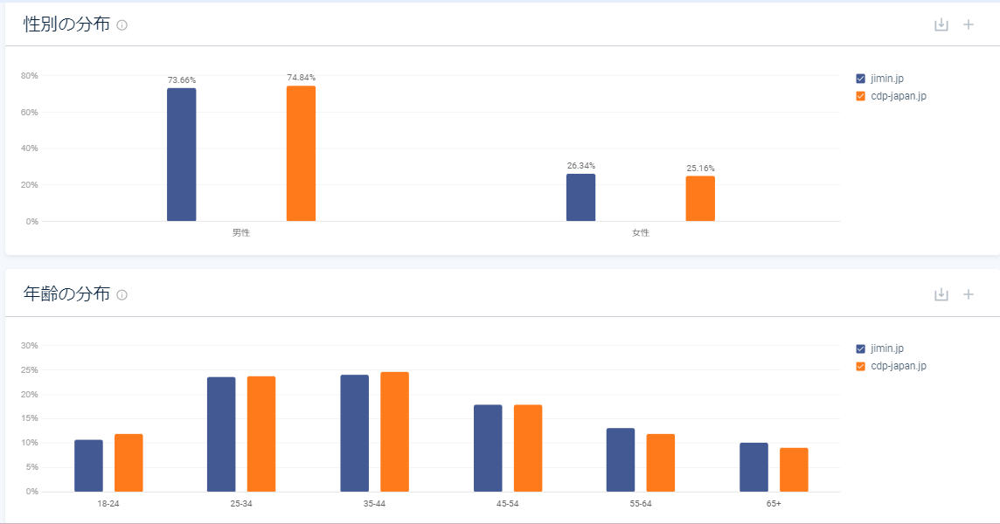 性別の分布
80%
60%
40%
20%
0%
73.66%
74.84%
26.34%
25.16%
男性
女性
jimin.jp
cdp-japan.jp
年齢の分布
30%
25%
20%
15%
10%
5%
0%
18-24
25-34
35-44
45-54
55-64
65+
jimin.jp
cdp-japan.jp